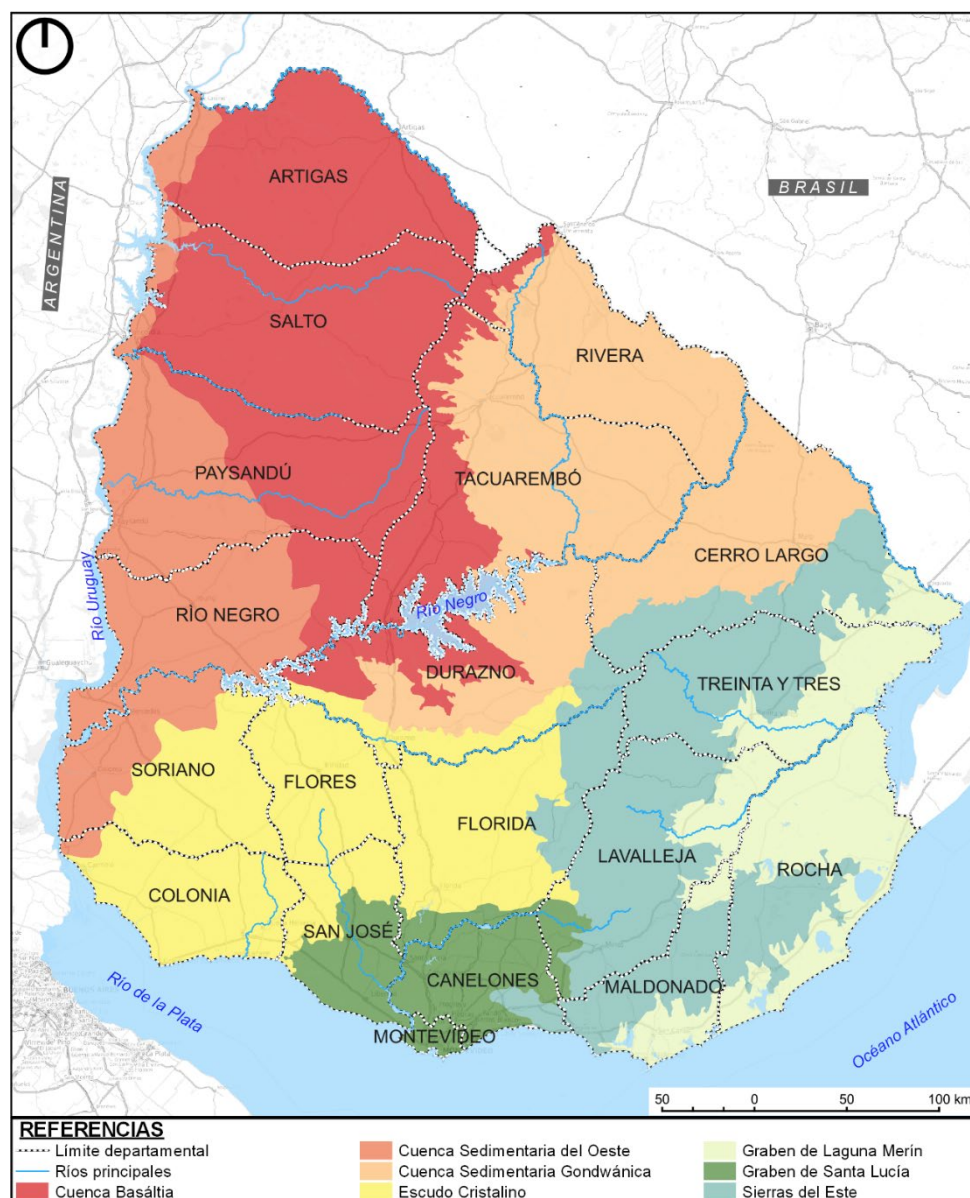 ARTIGAS
ARGENTINA
BRASIL
SALTO
RIVERA
PAYSANDÚ
TACUAREMBÓ
CERRO LARGO
Río Uruguay
RÌO NEGRO
Río Negro
DURAZNO
TREINTA Y TRES
SORIANO
FLORES
FLORIDA
LAVALLEJA
ROCHA
COLONIA
SAN JOSÉ
CANELONES
MALDONADO
MONTEVIDEO
Río de la Plata
Océano Atlántico
50 0 50 100 km
REFERENCIAS
Límite departamental
Ríos principales
Cuenca Basáltia
Cuenca Sedimentaria del Oeste
Cuenca Sedimentaria Gondwánica
Escudo Cristalino
Graben de Laguna Merín
Graben de Santa Lucía
Sierras del Este